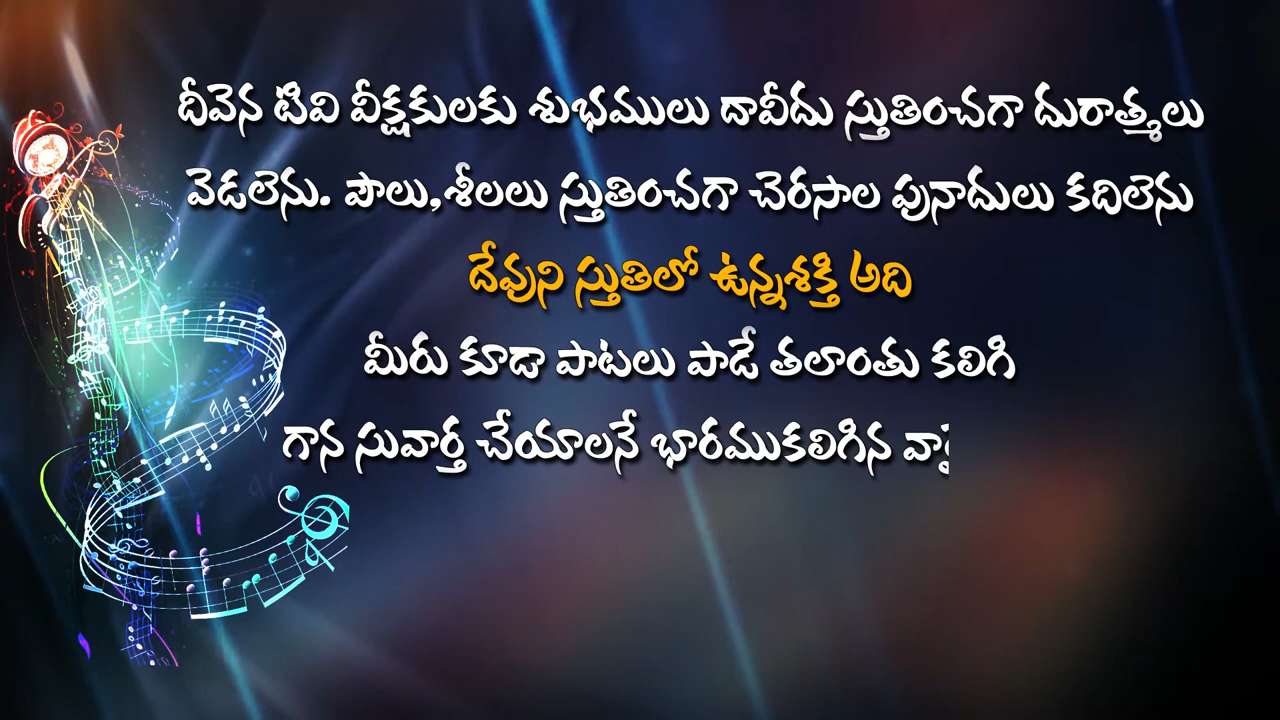 దీవెన టివి వీక్షకులకు శుభములు దావీదు స్తుతించగా దురాత్మలు
వెడలెను. పౌలు,శీలలు స్తుతించగా చెరసాల పునాదులు కదిలెను
దేవుని స్తుతిలో ఉన్నశక్తి అది
మీరు కూడా పాటలు పాడే తలాంతు కలిగి
గాన సువార్త చేయాలనే భారముకలిగిన